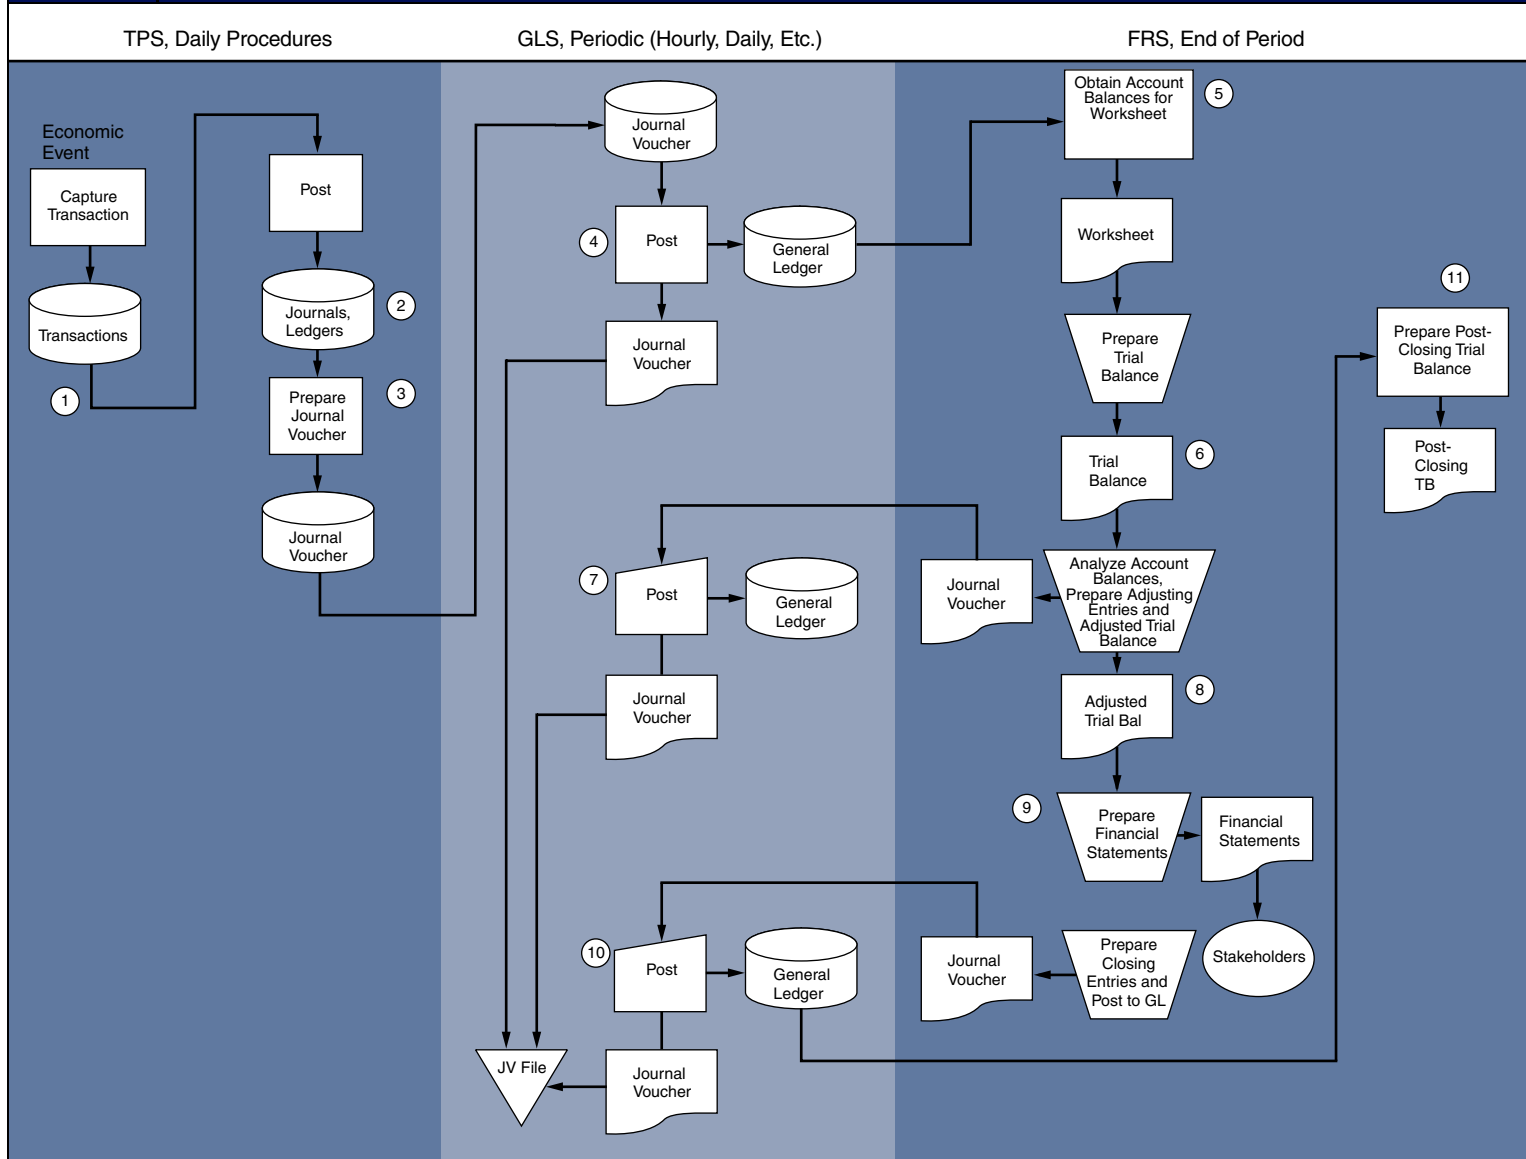 TPS, Daily Procedures
GLS, Periodic (Hourly, Daily, Etc.)
FRS, End of Period
Economic
Event
Capture
Transaction
Transactions
1
Post
Journals,
Ledgers
2
Prepare
Journal
Voucher
3
Journal
Voucher
Journal
Voucher
4
Post
General
Ledger
Journal
Voucher
7
Post
General
Ledger
Journal
Voucher
10
Post
General
Ledger
JV File
Journal
Voucher
Obtain Account
Balances for
Worksheet
5
Worksheet
Prepare
Trial
Balance
Trial
Balance
6
Journal
Voucher
Analyze Account
Balances,
Prepare Adjusting
Entries and
Adjusted Trial
Balance
Adjusted
Trial Bal
8
9
Prepare
Financial
Statements
Financial
Statements
Stakeholders
Journal
Voucher
Prepare
Closing
Entries and
Post to GL
11
Prepare Post-
Closing Trial
Balance
Post-
Closing
TB